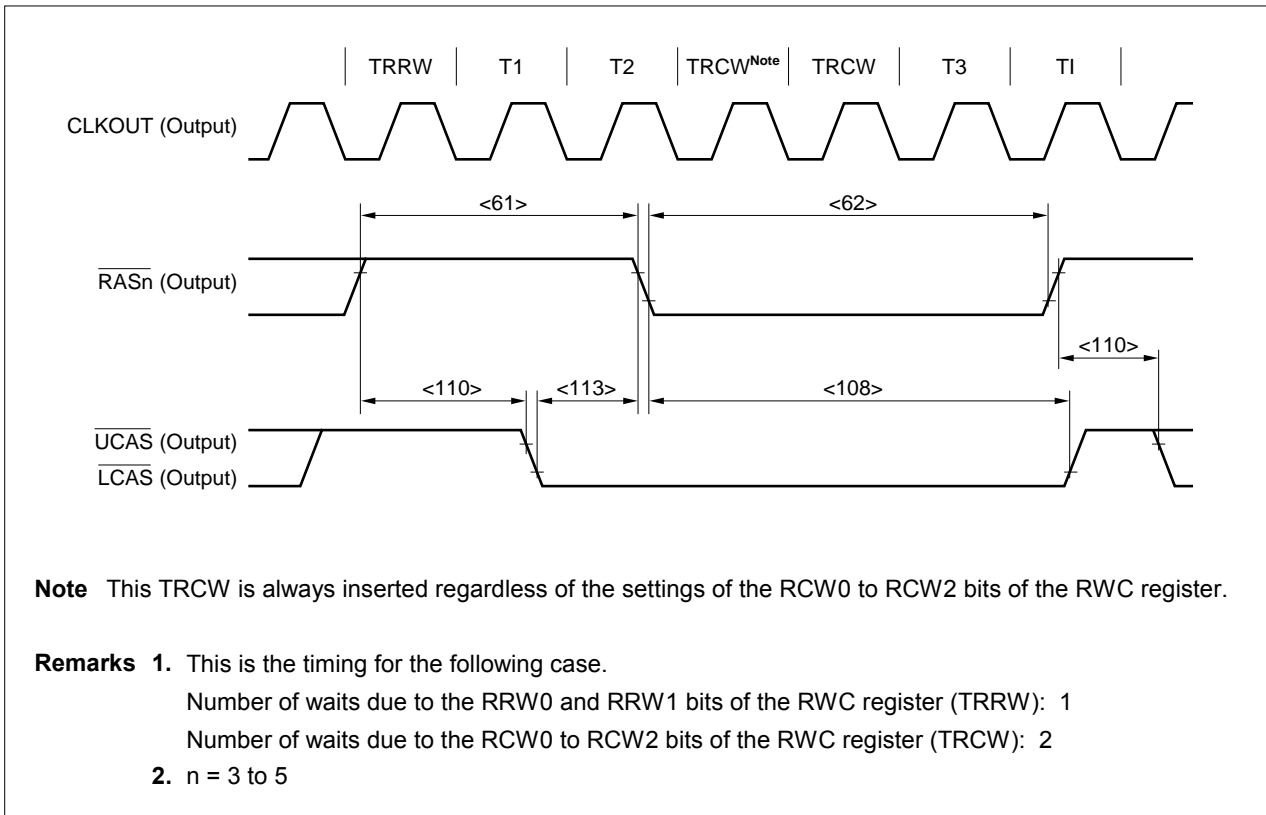 TRRW T1 T2 TRCWNote TRCW T3 TI
CLKOUT (Output)
<61> <62>
RASn (Output)
<110>
<110> <113> <108>
UCAS (Output)
LCAS (Output)
Note This TRCW is always inserted regardless of the settings of the RCW0 to RCW2 bits of the RWC register.
Remarks 1. This is the timing for the following case.
Number of waits due to the RRW0 and RRW1 bits of the RWC register (TRRW): 1
Number of waits due to the RCW0 to RCW2 bits of the RWC register (TRCW): 2
2. n = 3 to 5